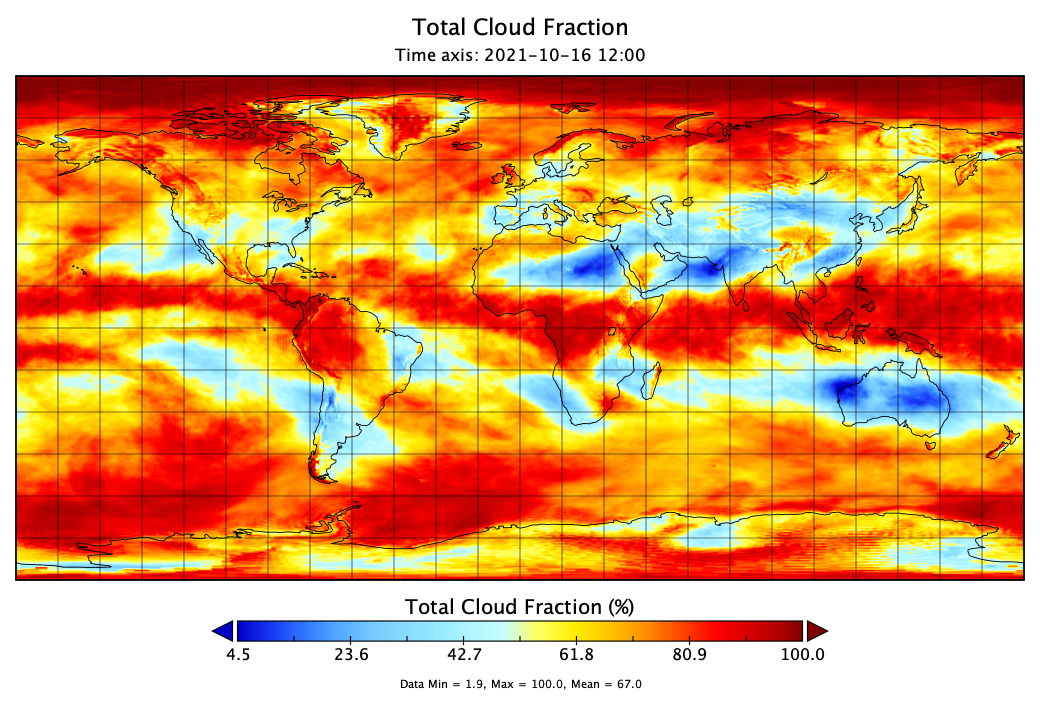 Total Cloud Fraction
Time axis: 2021-10-16 12:00
Total Cloud Fraction (%)
4.5 23.6 42.7 61.8 80.9 100.0
Data Min = 1.9, Max = 100.0, Mean = 67.0